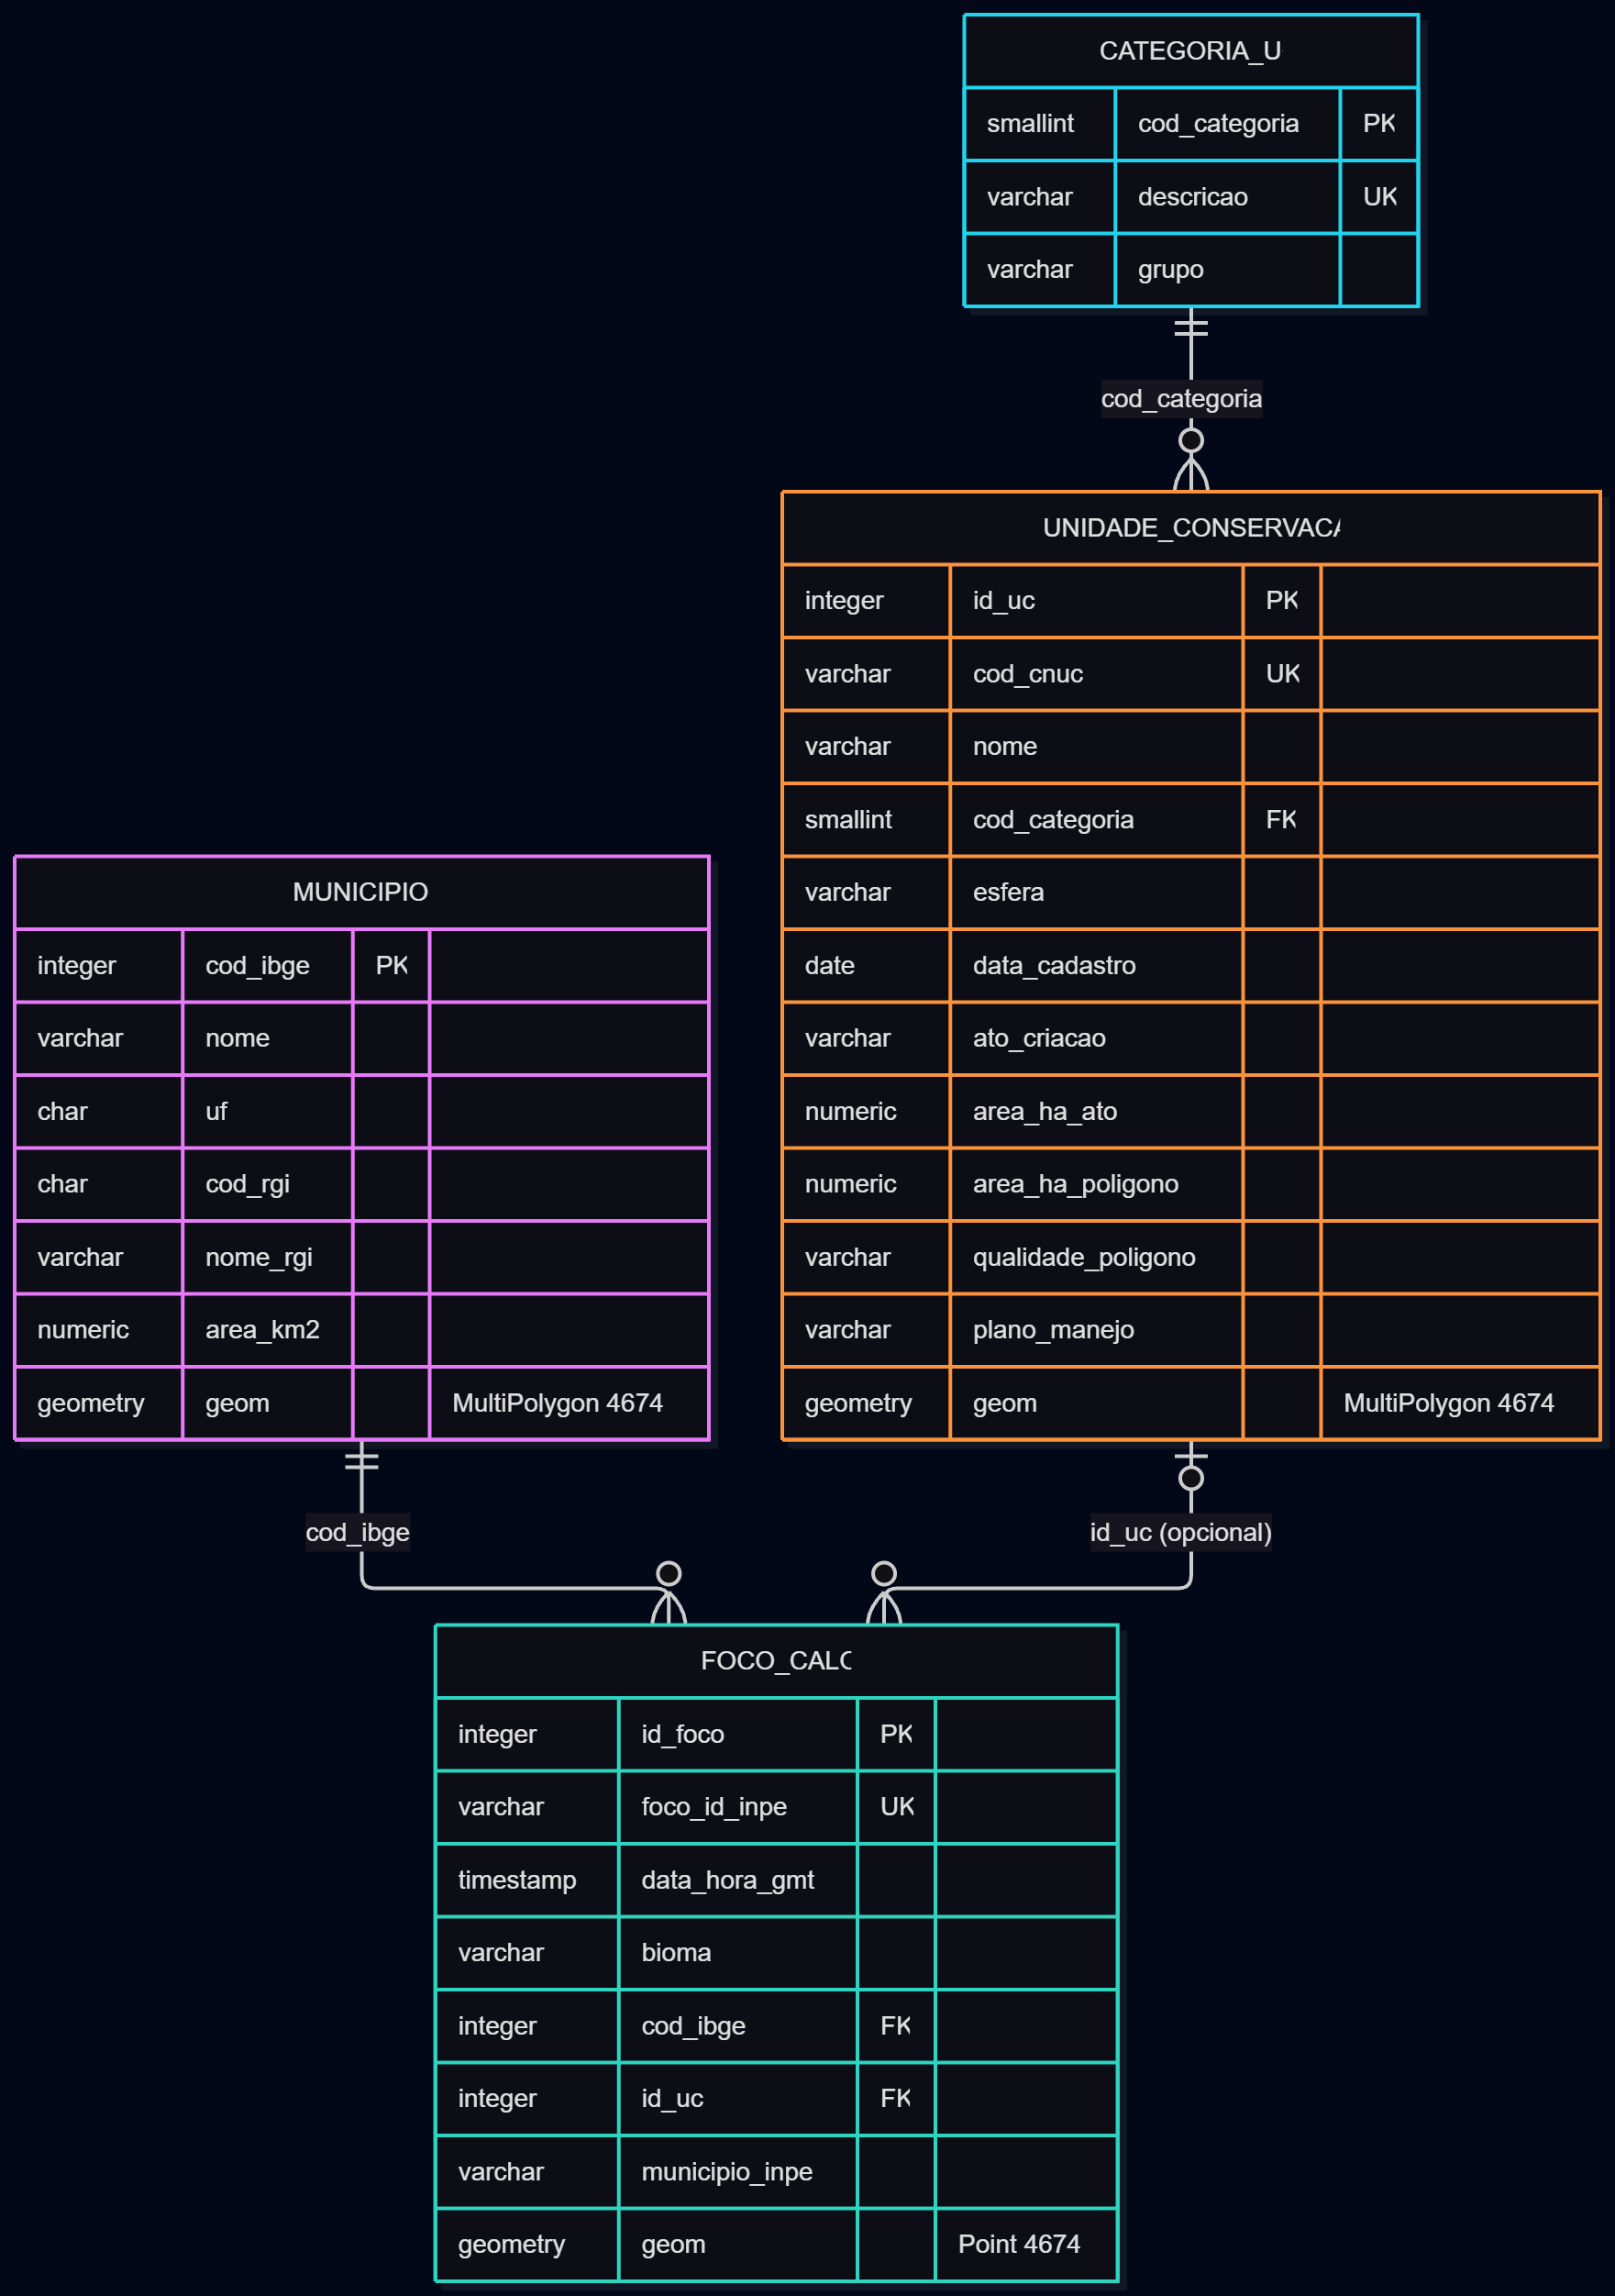 CATEGORIA_U
smallint cod_categoria PK
varchar descricao UK
varchar grupo
cod_categoria
UNIDADE_CONSERVACA
integer id_uc PK
varchar cod_cnuc UK
varchar nome
smallint cod_categoria FK
varchar esfera
date data_cadastro
varchar ato_criacao
numeric area_ha_ato
numeric area_ha_poligono
varchar qualidade_poligono
varchar plano_manejo
geometry geom MultiPolygon 4674
MUNICIPIO
integer cod_ibge PK
varchar nome
char uf
char cod_rgi
varchar nome_rgi
numeric area_km2
geometry geom MultiPolygon 4674
cod_ibge
id_uc (opcional)
FOCO_CALO
integer id_foco PK
varchar foco_id_inpe UK
timestamp data_hora_gmt
varchar bioma
integer cod_ibge FK
integer id_uc FK
varchar municipio_inpe
geometry geom Point 4674